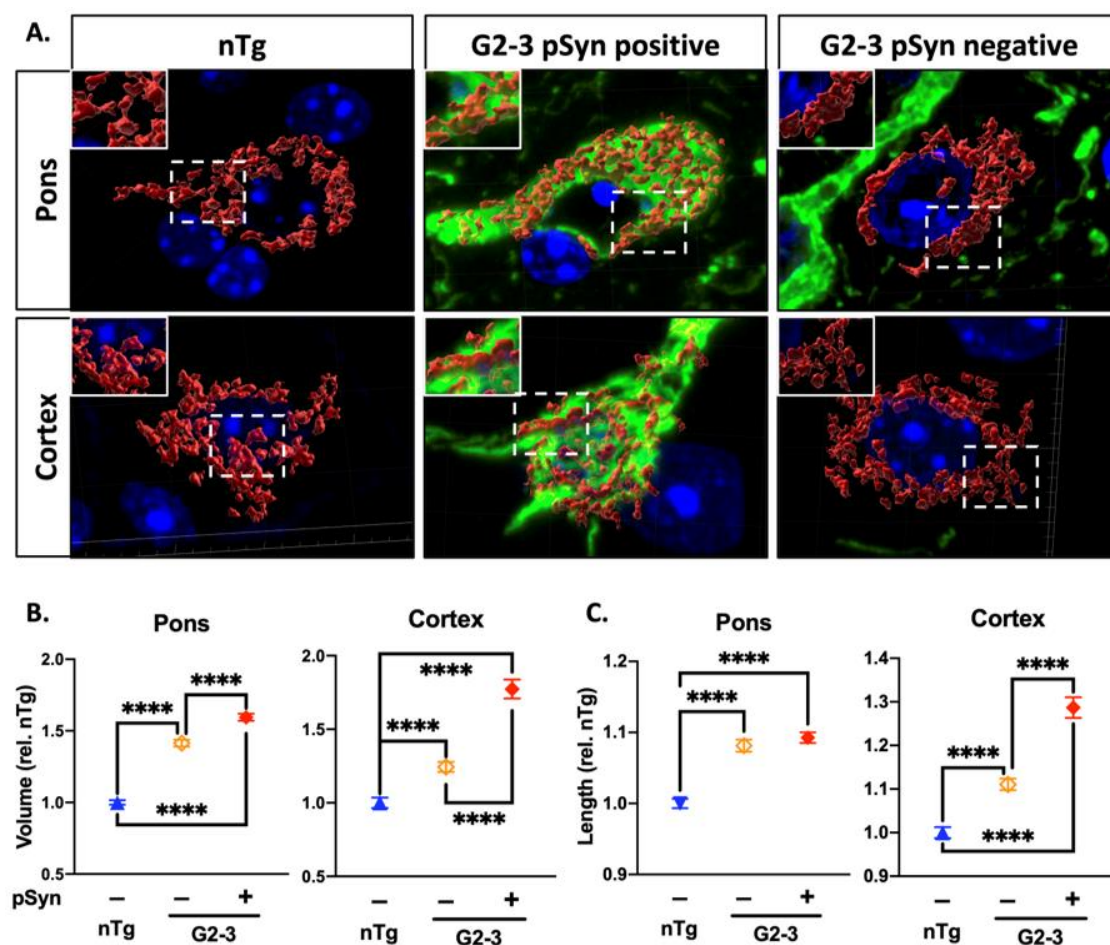 A.
nTg
G2-3 pSyn positive
G2-3 pSyn negative
Pons
Cortex
B.
Pons
Volume (rel. nTg)
2.0
1.5
1.0
0.5
****
****
****
pSyn
–
–
+
nTg
G2-3
Cortex
2.0
1.5
1.0
0.5
****
****
****
–
–
+
nTg
G2-3
C.
Pons
Length (rel. nTg)
1.2
1.1
1.0
0.9
****
****
–
–
+
nTg
G2-3
Cortex
1.4
1.3
1.2
1.1
1.0
0.9
****
****
****
–
–
+
nTg
G2-3